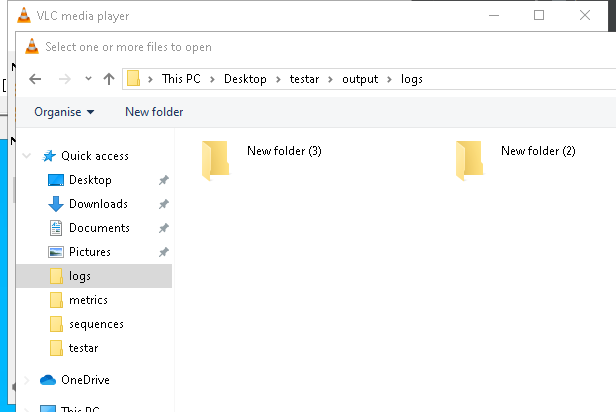 VLC media player
Select one or more files to open
This PC > Desktop > testar > output > logs
Organise New folder
New folder (3) New folder (2)
Quick access
Desktop
Downloads
Documents
Pictures
logs
metrics
sequences
testar
OneDrive
This PC